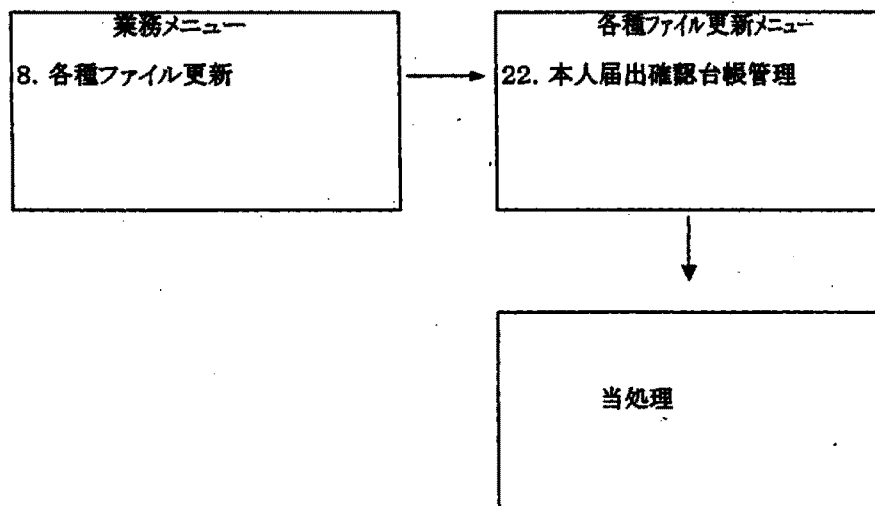 業務メニュー
8. 各種ファイル更新
各種ファイル更新メニュー
22. 本人届出確認台帳管理
当処理